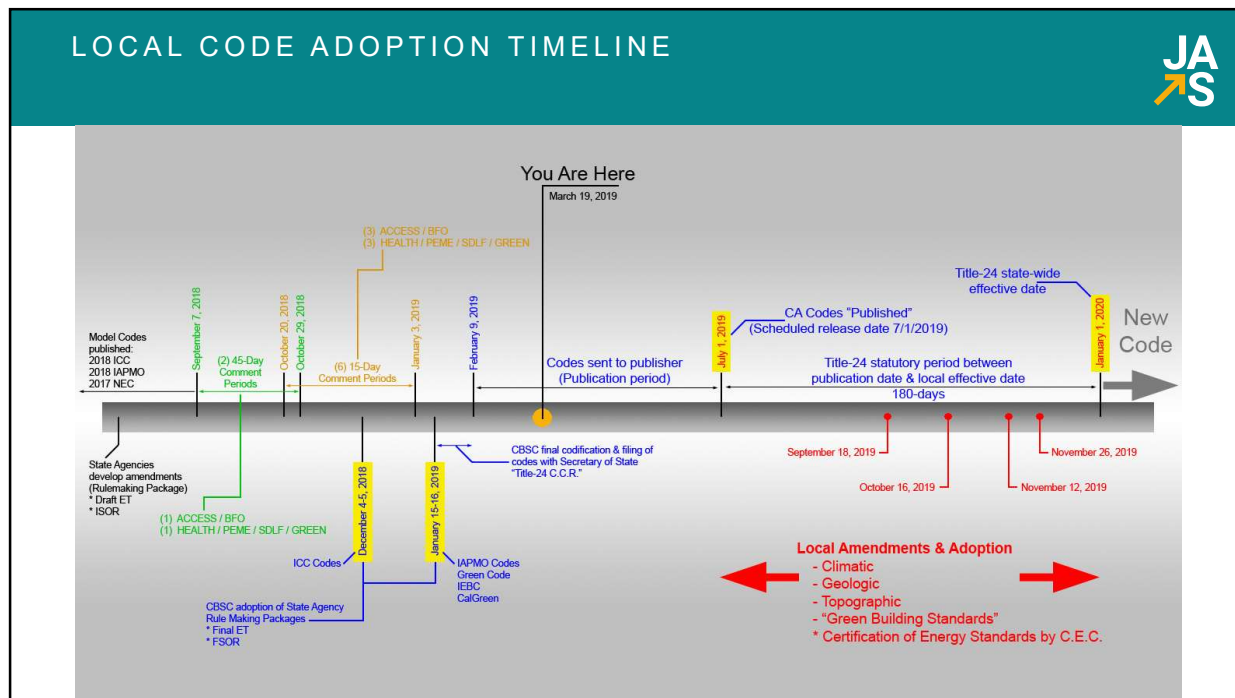 LOCAL CODE ADOPTION TIMELINE
JA
S
You Are Here
March 19, 2019
(3) ACCESS / BFO
(3) HEALTH / PEME / SDLF / GREEN
Title-24 state-wide
effective date
Model Codes
published:
2018 ICC
2018 IAPMO
2017 NEC
September 7, 2018
(2) 45-Day
Comment
Periods
October 20, 2018
October 29, 2018
(6) 15-Day
Comment Periods
January 3, 2019
February 9, 2019
Codes sent to publisher
(Publication period)
July 1, 2019
CA Codes "Published"
(Scheduled release date 7/1/2019)
Title-24 statutory period between
publication date & local effective date
180-days
January 1, 2020
New
Code
State Agencies
develop amendments
(Rulemaking Package)
* Draft ET
* ISOR
(1) ACCESS / BFO
(1) HEALTH / PEME / SDLF / GREEN
December 4-5, 2018
ICC Codes
January 15-16, 2019
IAPMO Codes
Green Code
IEBC
CalGreen
CBSC adoption of State Agency
Rule Making Packages
* Final ET
* FSOR
CBSC final codification & filing of
codes with Secretary of State
"Title-24 C.C.R."
September 18, 2019
October 16, 2019
November 12, 2019
November 26, 2019
Local Amendments & Adoption
- Climatic
- Geologic
- Topographic
- "Green Building Standards"
* Certification of Energy Standards by C.E.C.